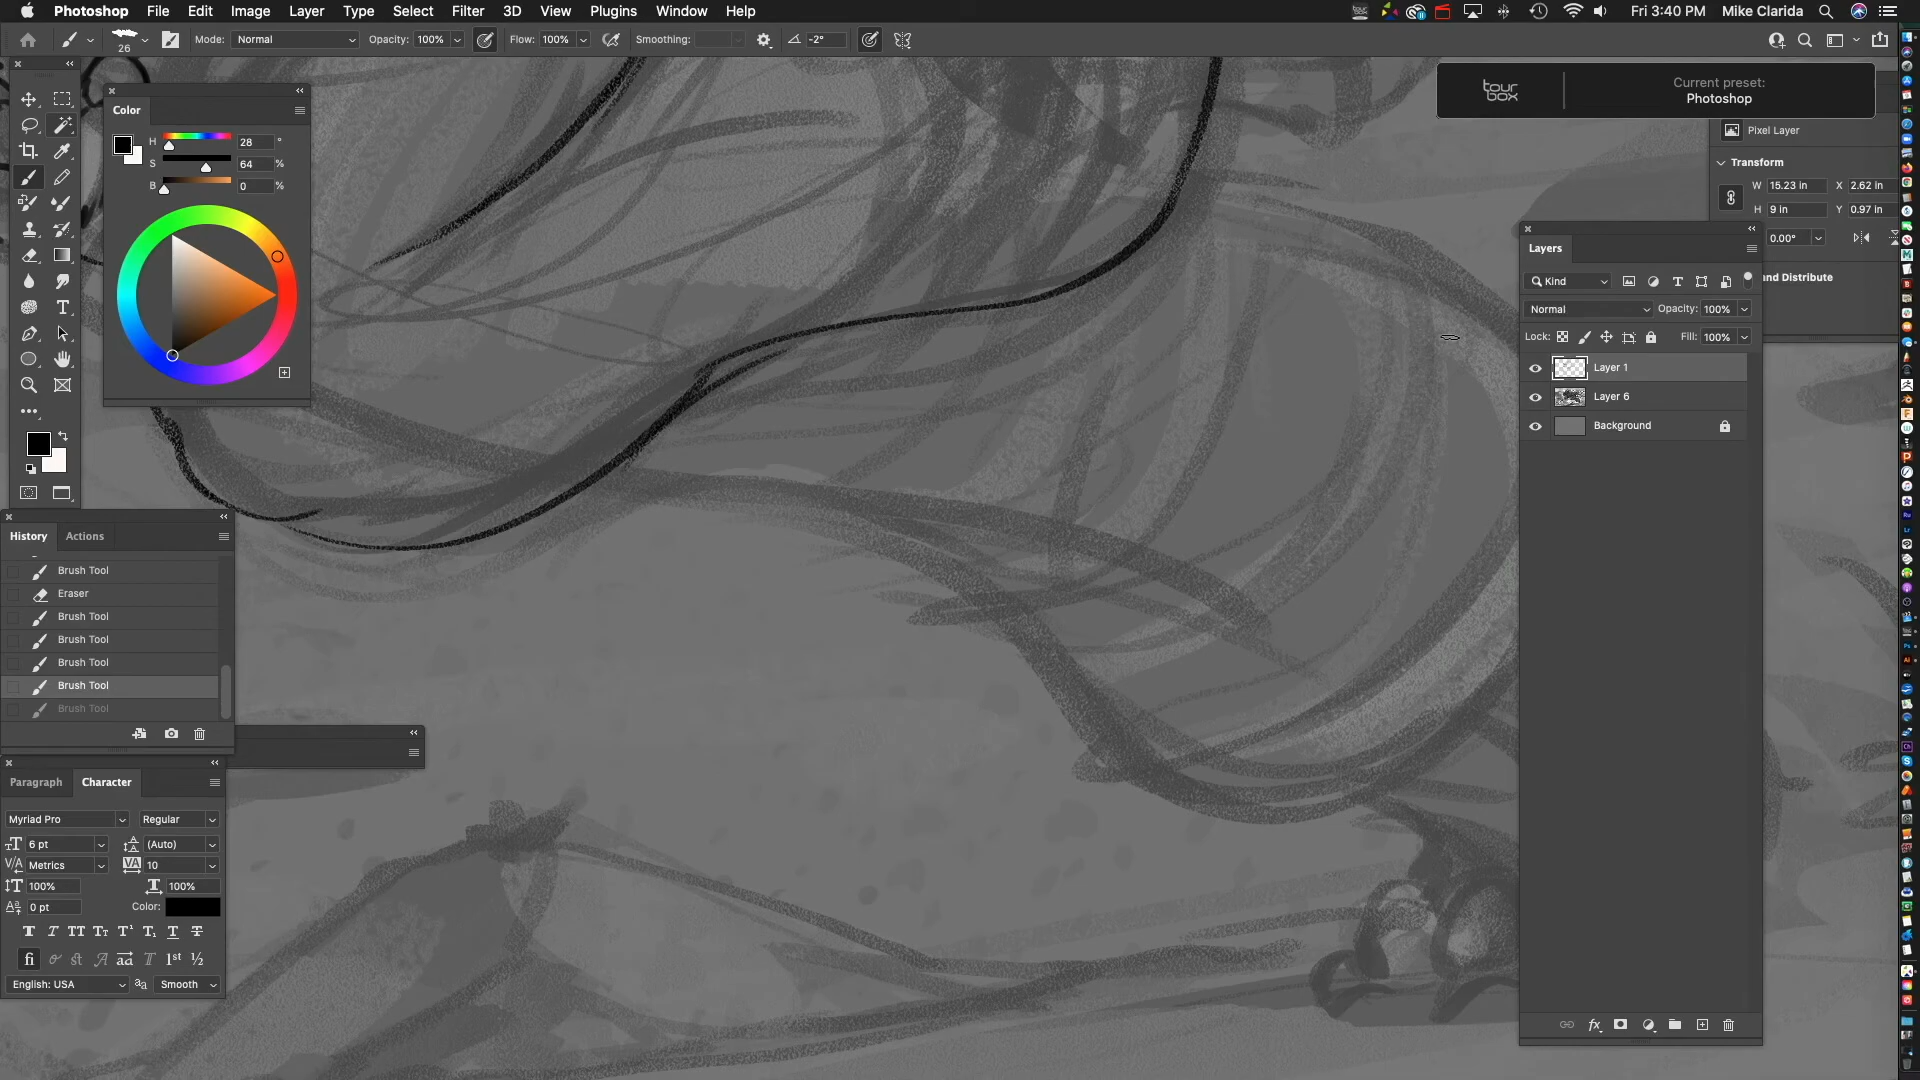 Photoshop File Edit Image Layer Type Select Filter 3D View Plugins Window Help
Fri 3:40 PM Mike Clarida
26 Mode: Normal Opacity: 100% Flow: 100% Smoothing: -2°
tour box
Current preset:
Photoshop
Color
H 28 °
S 64 %
B 0 %
Pixel Layer
Transform
W 15.23 in X 2.62 in
H 9 in Y 0.97 in
0.00°
nd Distribute
Layers
Kind
Normal Opacity: 100%
Lock: Fill: 100%
Layer 1
Layer 6
Background
History Actions
Brush Tool
Eraser
Brush Tool
Brush Tool
Brush Tool
Brush Tool
Brush Tool
Paragraph Character
Myriad Pro Regular
6 pt (Auto)
Metrics 10
100% 100%
0 pt Color:
English: USA Smooth